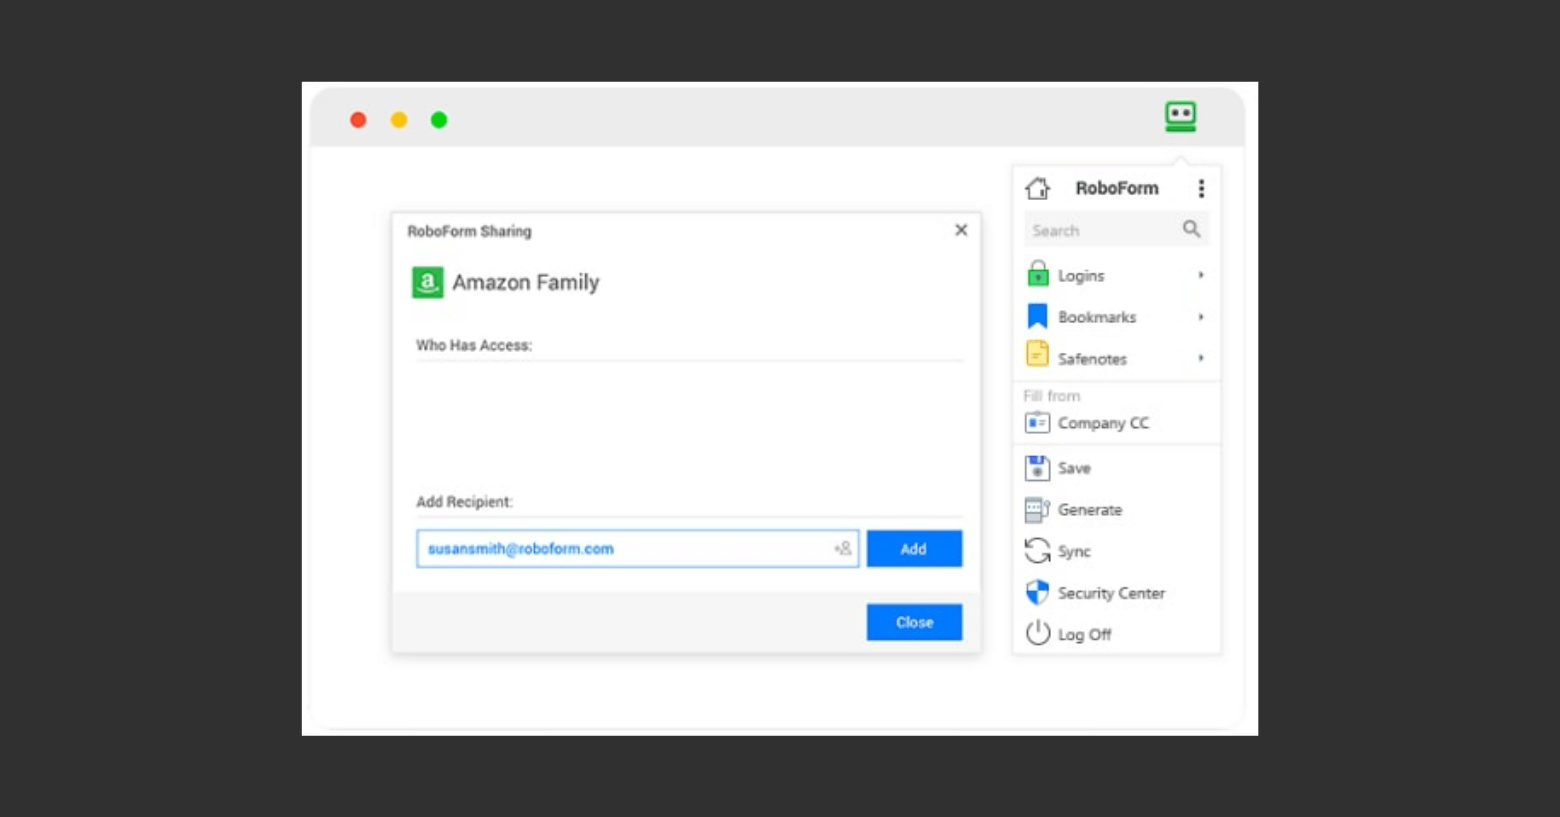 RoboForm
Search
Logins
Bookmarks
Safenotes
Fill from
Company CC
Save
Generate
Sync
Security Center
Log Off
RoboForm Sharing
a Amazon Family
Who Has Access:
Add Recipient:
susansmith@roboform.com
Add
Close